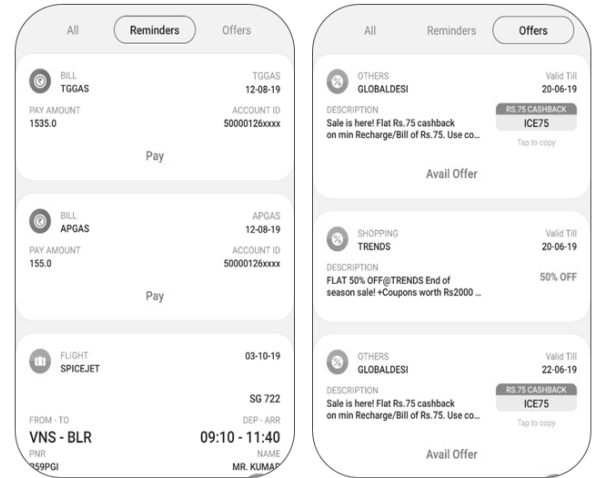 All Reminders Offers
BILL TGGAS
TGGAS 12-08-19
PAY AMOUNT ACCOUNT ID
1535.0 50000126xxxx
Pay
BILL APGAS
APGAS 12-08-19
PAY AMOUNT ACCOUNT ID
155.0 50000126xxxx
Pay
FLIGHT 03-10-19
SPICEJET
SG 722
FROM - TO DEP - ARR
VNS - BLR 09:10 - 11:40
PNR NAME
R59PGI MR. KUMAR
All Reminders Offers
OTHERS Valid Till
GLOBALDESI 20-06-19
DESCRIPTION RS.75 CASHBACK
Sale is here! Flat Rs.75 cashback ICE75
on min Recharge/Bill of Rs.75. Use co...
Tap to copy
Avail Offer
SHOPPING Valid Till
TRENDS 20-06-19
DESCRIPTION
FLAT 50% OFF@TRENDS End of 50% OFF
season sale! +Coupons worth Rs2000 ...
OTHERS Valid Till
GLOBALDESI 22-06-19
DESCRIPTION RS.75 CASHBACK
Sale is here! Flat Rs.75 cashback ICE75
on min Recharge/Bill of Rs.75. Use co...
Tap to copy
Avail Offer